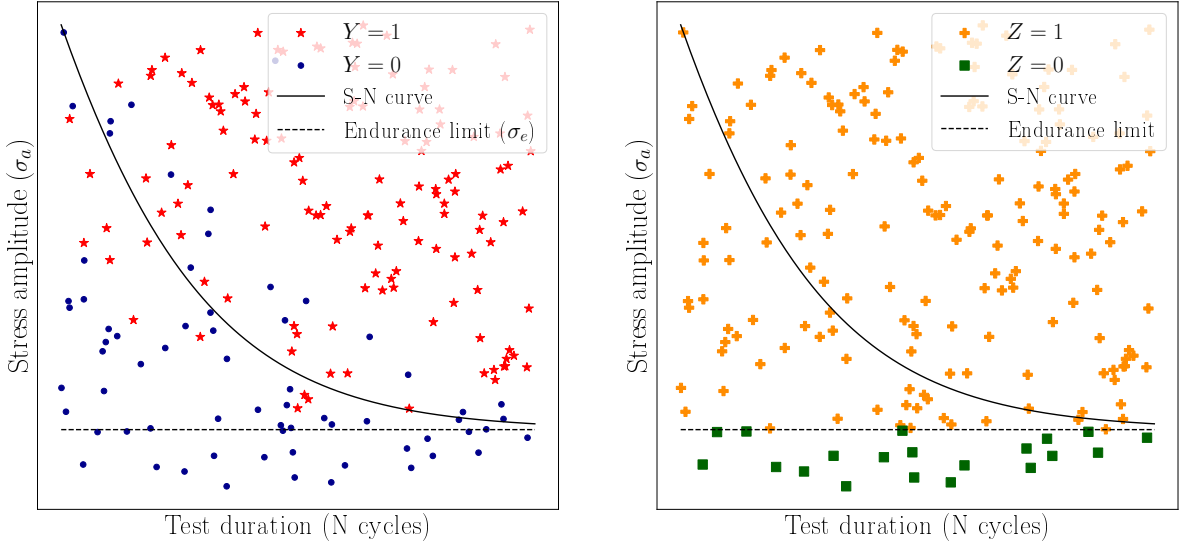 Y = 1
Y = 0
S-N curve
Endurance limit (σₑ)
Stress amplitude (σₐ)
Test duration (N cycles)
Z = 1
Z = 0
S-N curve
Endurance limit
Stress amplitude (σₐ)
Test duration (N cycles)